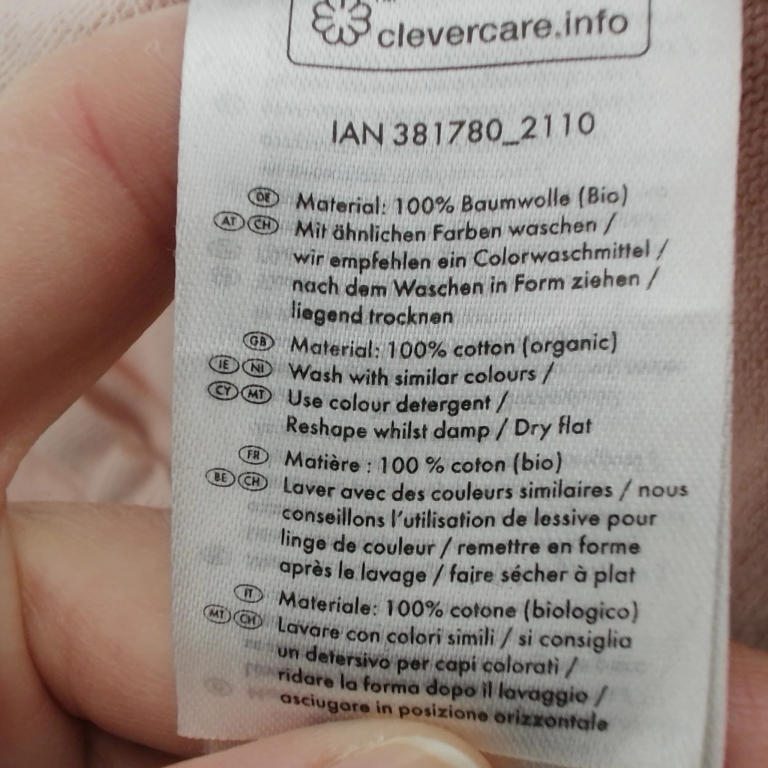 clevercare.info
IAN 381780_2110
DE Material: 100% Baumwolle (Bio)
AT CH Mit ähnlichen Farben waschen /
wir empfehlen ein Colorwaschmittel /
nach dem Waschen in Form ziehen /
liegend trocknen
GB Material: 100% cotton (organic)
IE NI Wash with similar colours /
CY MT Use colour detergent /
Reshape whilst damp / Dry flat
FR Matière : 100 % coton (bio)
BE CH Laver avec des couleurs similaires / nous
conseillons l'utilisation de lessive pour
linge de couleur / remettre en forme
après le lavage / faire sécher à plat
IT Materiale: 100% cotone (biologico)
MT CH Lavare con colori simili / si consiglia
un detersivo per capi colorati /
ridare la forma dopo il lavaggio /
asciugare in posizione orizzontale